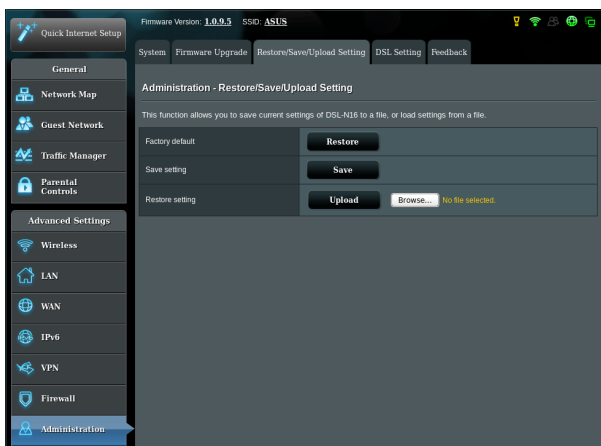 Quick Internet Setup
Firmware Version: 1.0.9.5 SSID: ASUS
System Firmware Upgrade Restore/Save/Upload Setting DSL Setting Feedback
General
Network Map
Guest Network
Traffic Manager
Parental
Controls
Advanced Settings
Wireless
LAN
WAN
IPv6
VPN
Firewall
Administration
Administration - Restore/Save/Upload Setting
This function allows you to save current settings of DSL-N16 to a file, or load settings from a file.
Factory default Restore
Save setting Save
Restore setting Upload Browse... No file selected.